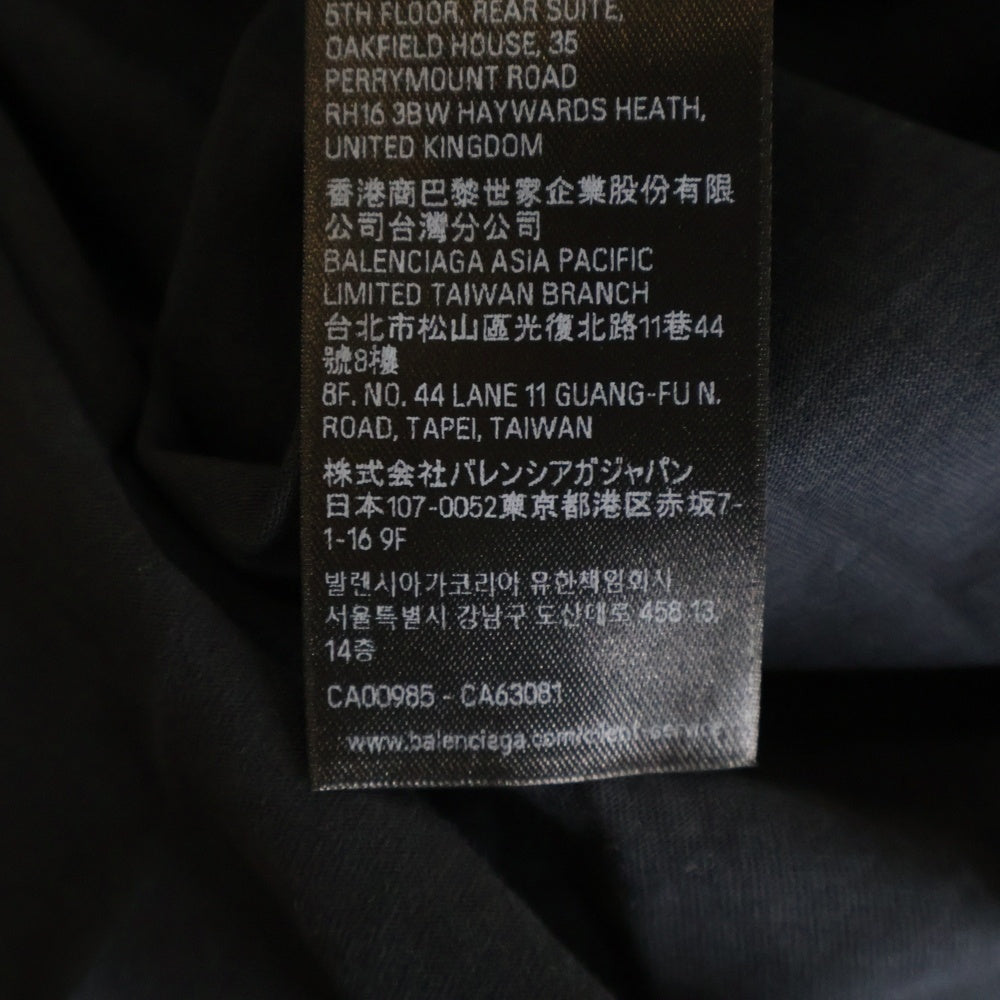 5TH FLOOR, REAR SUITE,
OAKFIELD HOUSE, 35
PERRYMOUNT ROAD
RH16 3BW HAYWARDS HEATH,
UNITED KINGDOM
香港商巴黎世家企業股份有限
公司台灣分公司
BALENCIAGA ASIA PACIFIC
LIMITED TAIWAN BRANCH
台北市松山區光復北路11巷44
號8樓
8F. NO. 44 LANE 11 GUANG-FU N.
ROAD, TAPEI, TAIWAN
株式会社バレンシアガジャパン
日本107-0052東京都港区赤坂7-
1-16 9F
발렌시아가코리아 유한책임회사
서울특별시 강남구 도산대로 458 13,
14층
CA00985 - CA63081
www.balenciaga.com/client-service